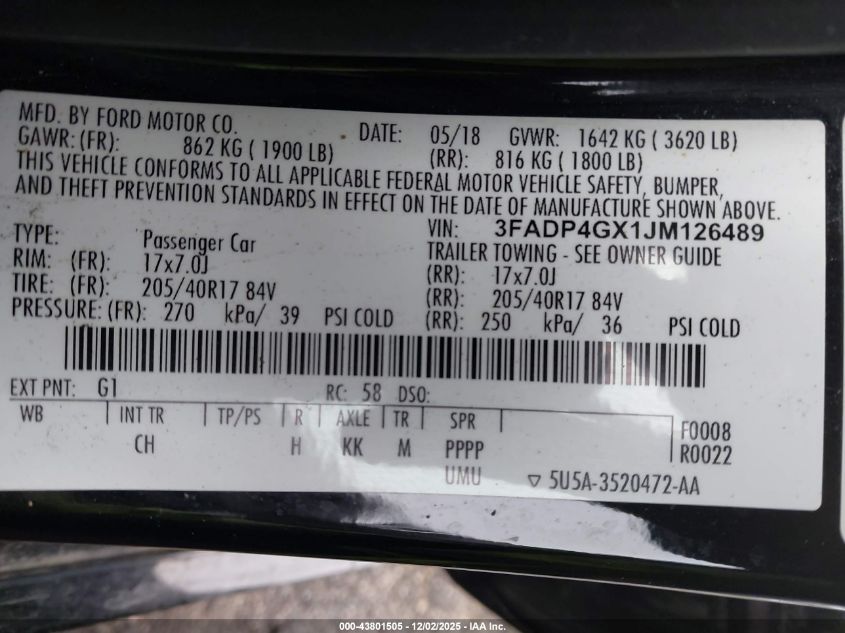 MFD. BY FORD MOTOR CO. DATE: 05/18 GVWR: 1642 KG ( 3620 LB)
GAWR: (FR): 862 KG ( 1900 LB) (RR): 816 KG ( 1800 LB)
THIS VEHICLE CONFORMS TO ALL APPLICABLE FEDERAL MOTOR VEHICLE SAFETY, BUMPER,
AND THEFT PREVENTION STANDARDS IN EFFECT ON THE DATE OF MANUFACTURE SHOWN ABOVE.
VIN: 3FADP4GX1JM126489
TYPE: Passenger Car TRAILER TOWING - SEE OWNER GUIDE
RIM: (FR): 17x7.0J (RR): 17x7.0J
TIRE: (FR): 205/40R17 84V (RR): 205/40R17 84V
PRESSURE: (FR): 270 kPa/ 39 PSI COLD (RR): 250 kPa/ 36 PSI COLD
EXT PNT: G1 RC: 58 DSO:
WB INT TR TP/PS R AXLE TR SPR F0008
CH H KK M PPPP R0022
UMU ▽ 5U5A-3520472-AA
000-43801505 - 12/02/2025 - IAA Inc.